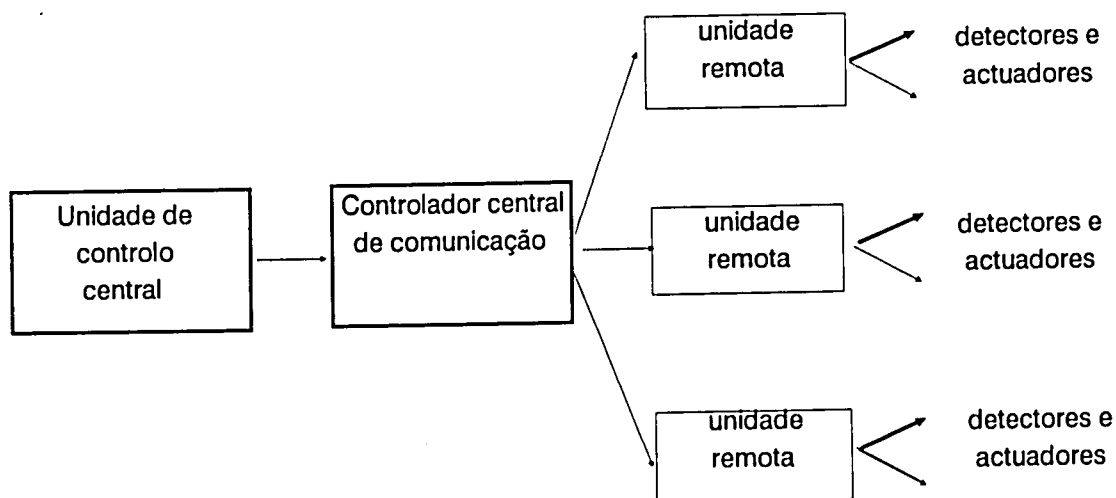 Unidade de
controlo
central
Controlador central
de comunicação
unidade
remota
detectores e
actuadores
unidade
remota
detectores e
actuadores
unidade
remota
detectores e
actuadores